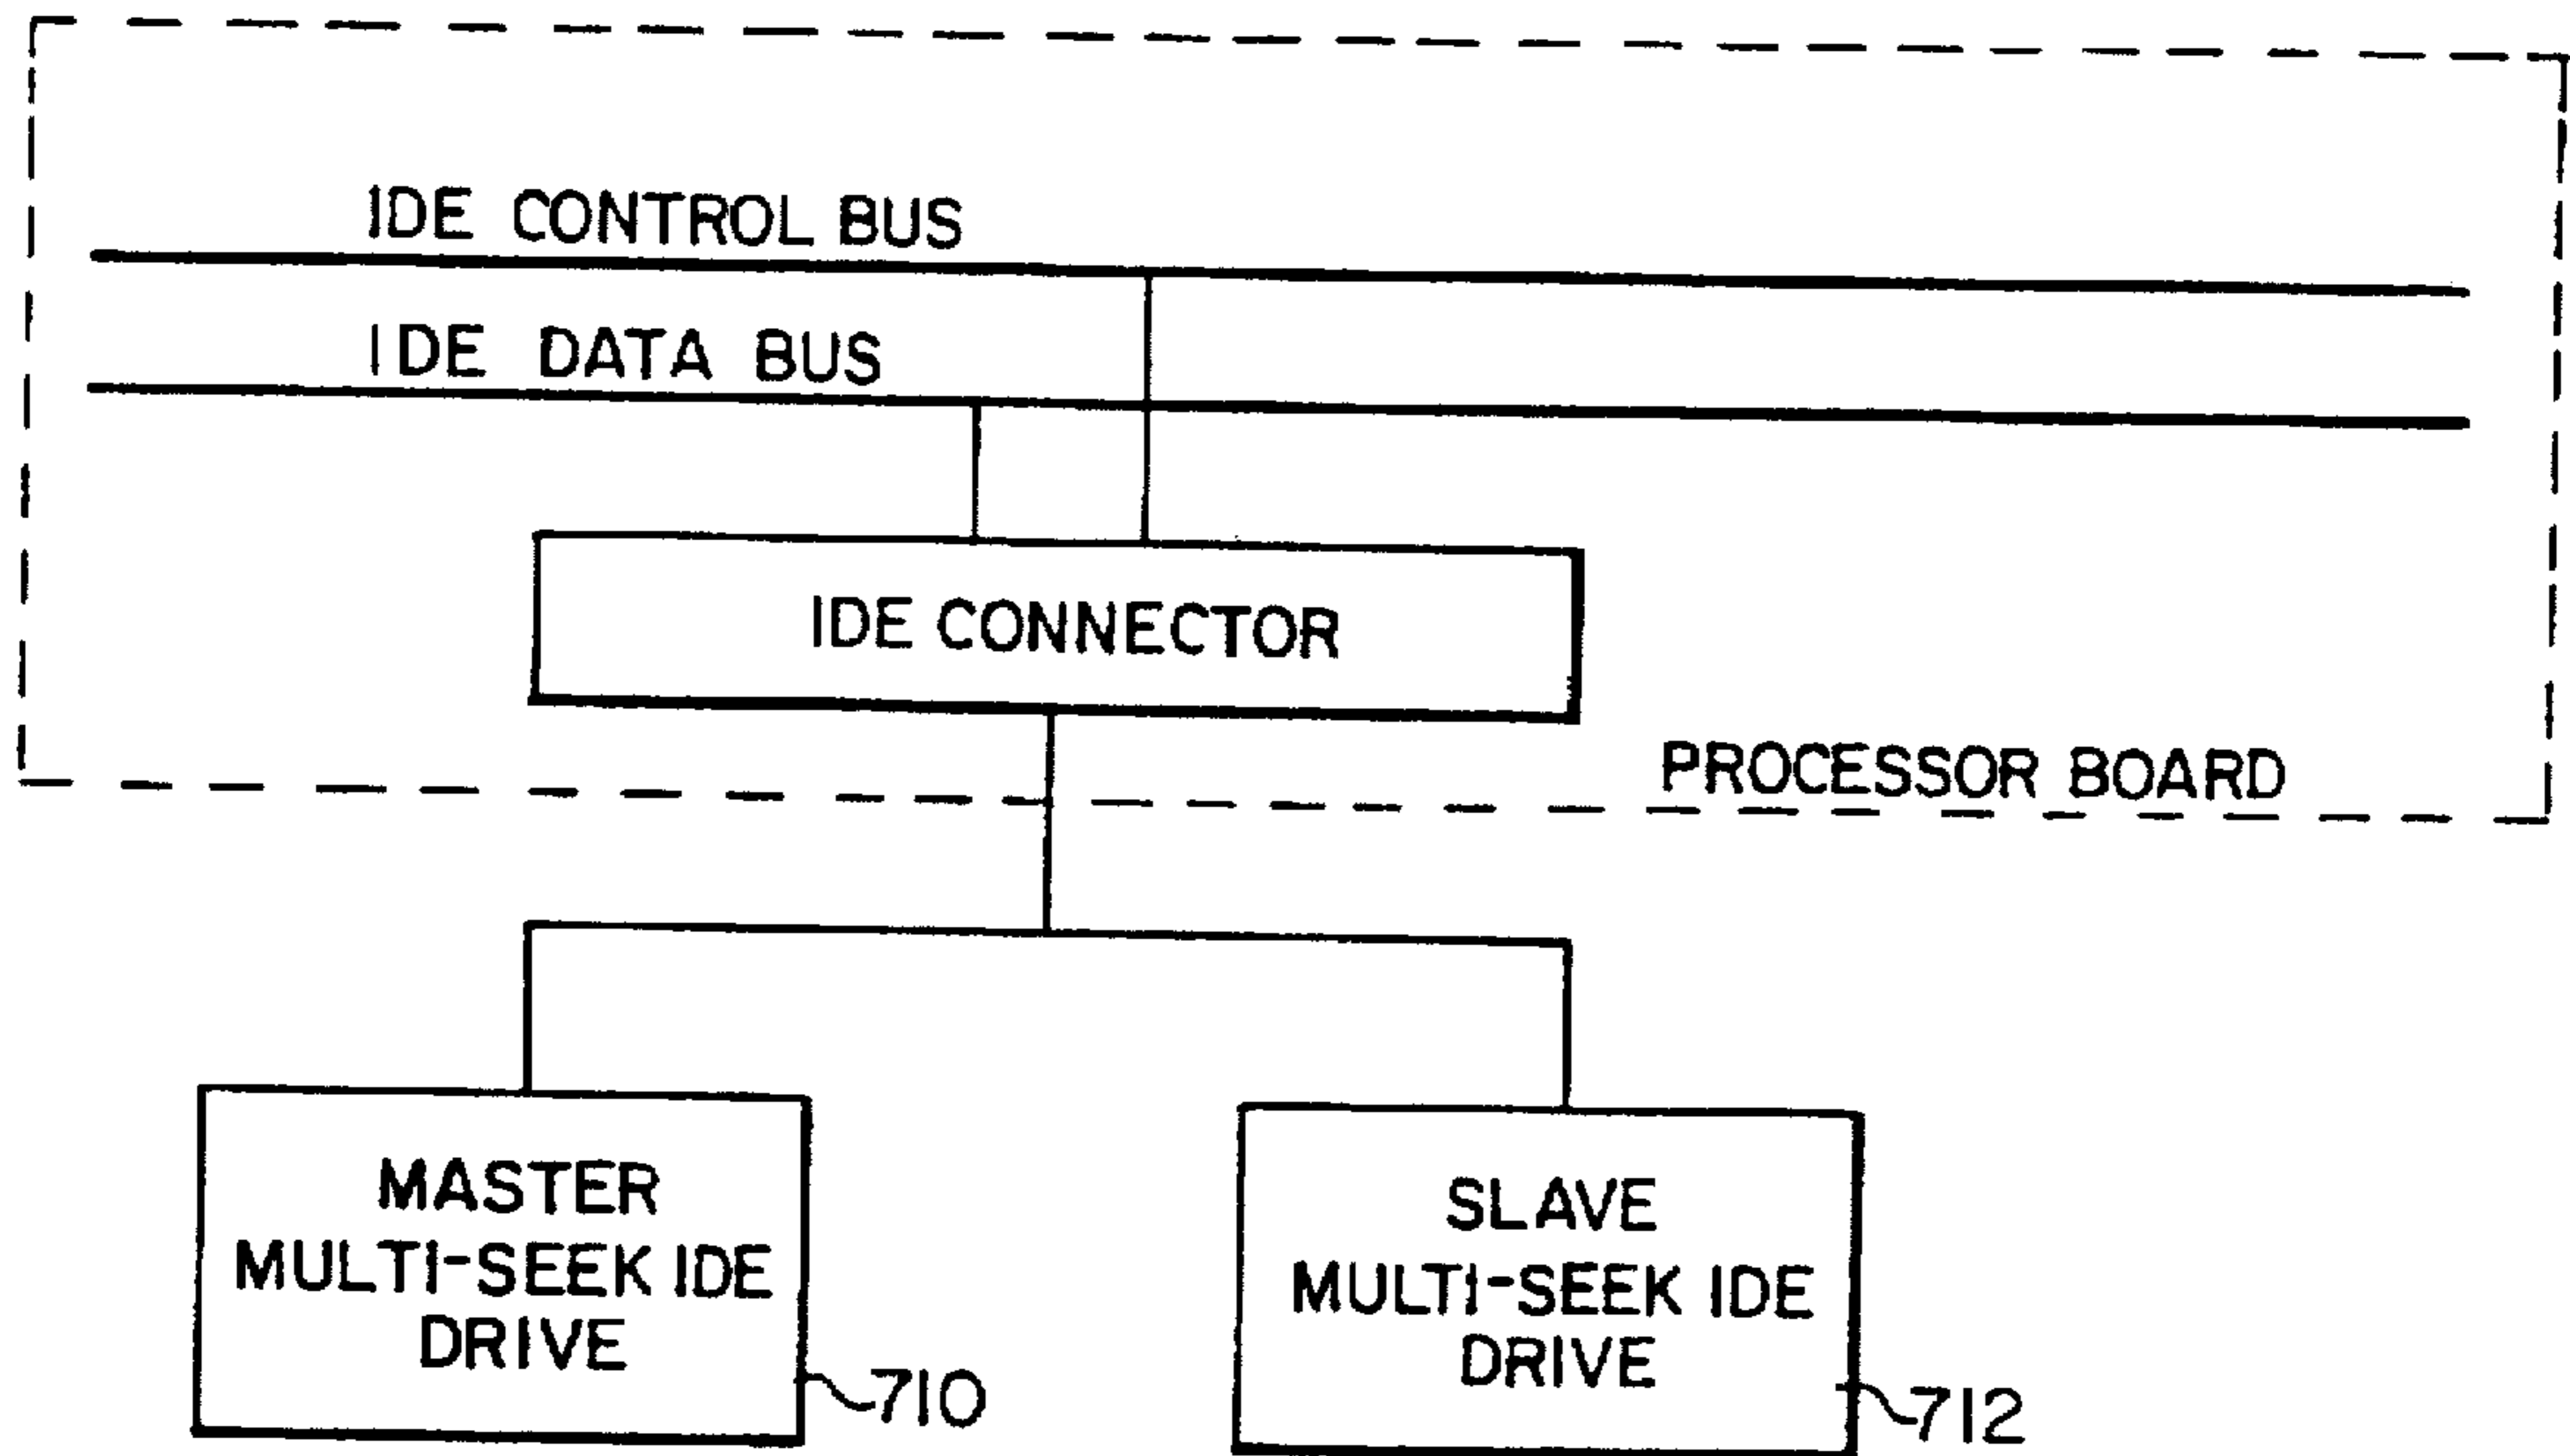 IDE CONTROL BUS
IDE DATA BUS
IDE CONNECTOR
PROCESSOR BOARD
MASTER
MULTI-SEEK IDE
DRIVE
710
SLAVE
MULTI-SEEK IDE
DRIVE
712